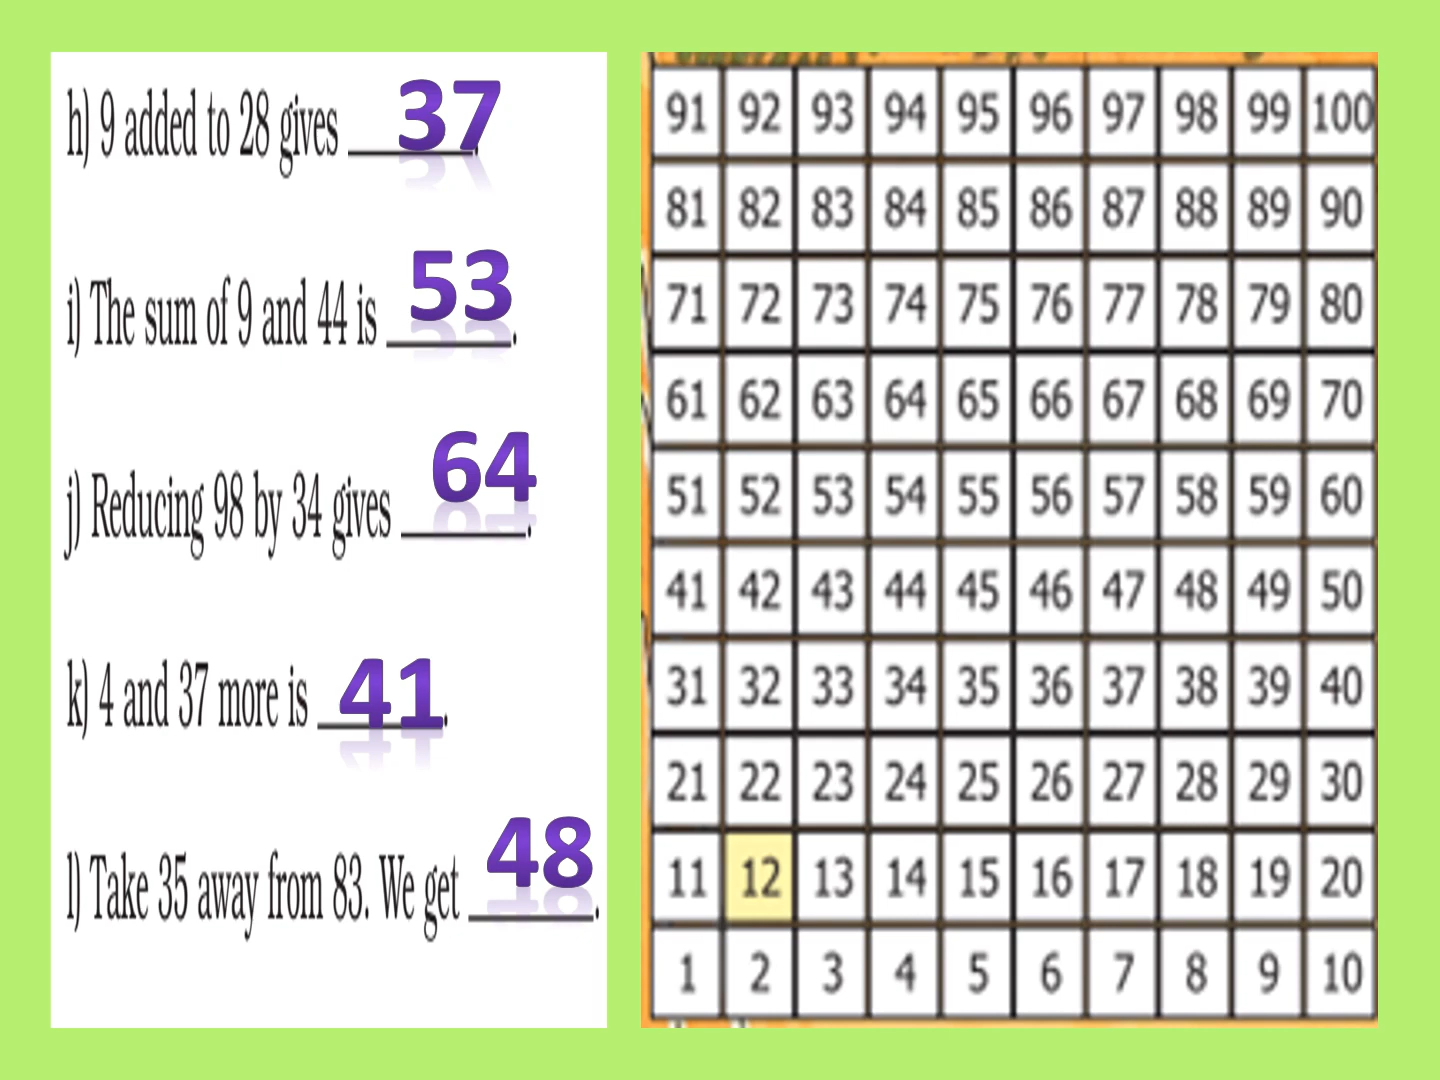 h) 9 added to 28 gives 37.
i) The sum of 9 and 44 is 53.
j) Reducing 98 by 34 gives 64.
k) 4 and 37 more is 41.
l) Take 35 away from 83. We get 48.
91 92 93 94 95 96 97 98 99 100
81 82 83 84 85 86 87 88 89 90
71 72 73 74 75 76 77 78 79 80
61 62 63 64 65 66 67 68 69 70
51 52 53 54 55 56 57 58 59 60
41 42 43 44 45 46 47 48 49 50
31 32 33 34 35 36 37 38 39 40
21 22 23 24 25 26 27 28 29 30
11 12 13 14 15 16 17 18 19 20
1 2 3 4 5 6 7 8 9 10